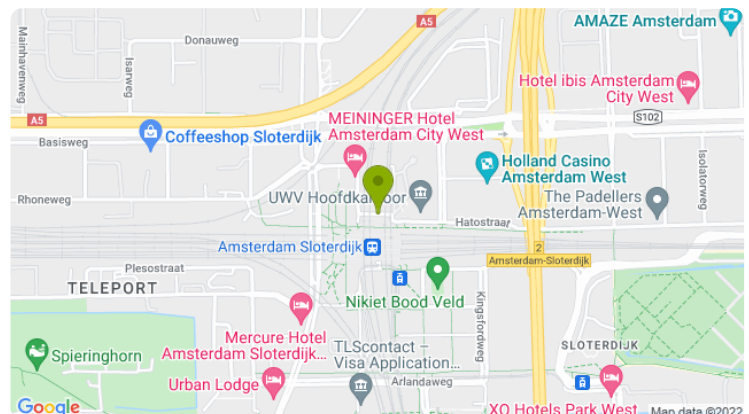 A5
AMAZE Amsterdam
Donauweg
Mainhavenweg
Isarweg
Hotel ibis Amsterdam
City West
A5
MEININGER Hotel
Amsterdam City West
S102
Basisweg
Coffeeshop Sloterdijk
Holland Casino
Amsterdam West
Isolatorweg
Rhoneweg
UWV Hoofdkantoor
The Padellers
Amsterdam-West
Hatostraat
Amsterdam Sloterdijk
2
Amsterdam-Sloterdijk
Plesostraat
TELEPORT
Nikiet Bood Veld
Kingsfordweg
Mercure Hotel
Amsterdam Sloterdijk...
SLOTERDIJK
Spieringhorn
TLScontact –
Visa Application...
Urban Lodge
Arlandaweg
XO Hotels Park West
Google
Map data ©2022